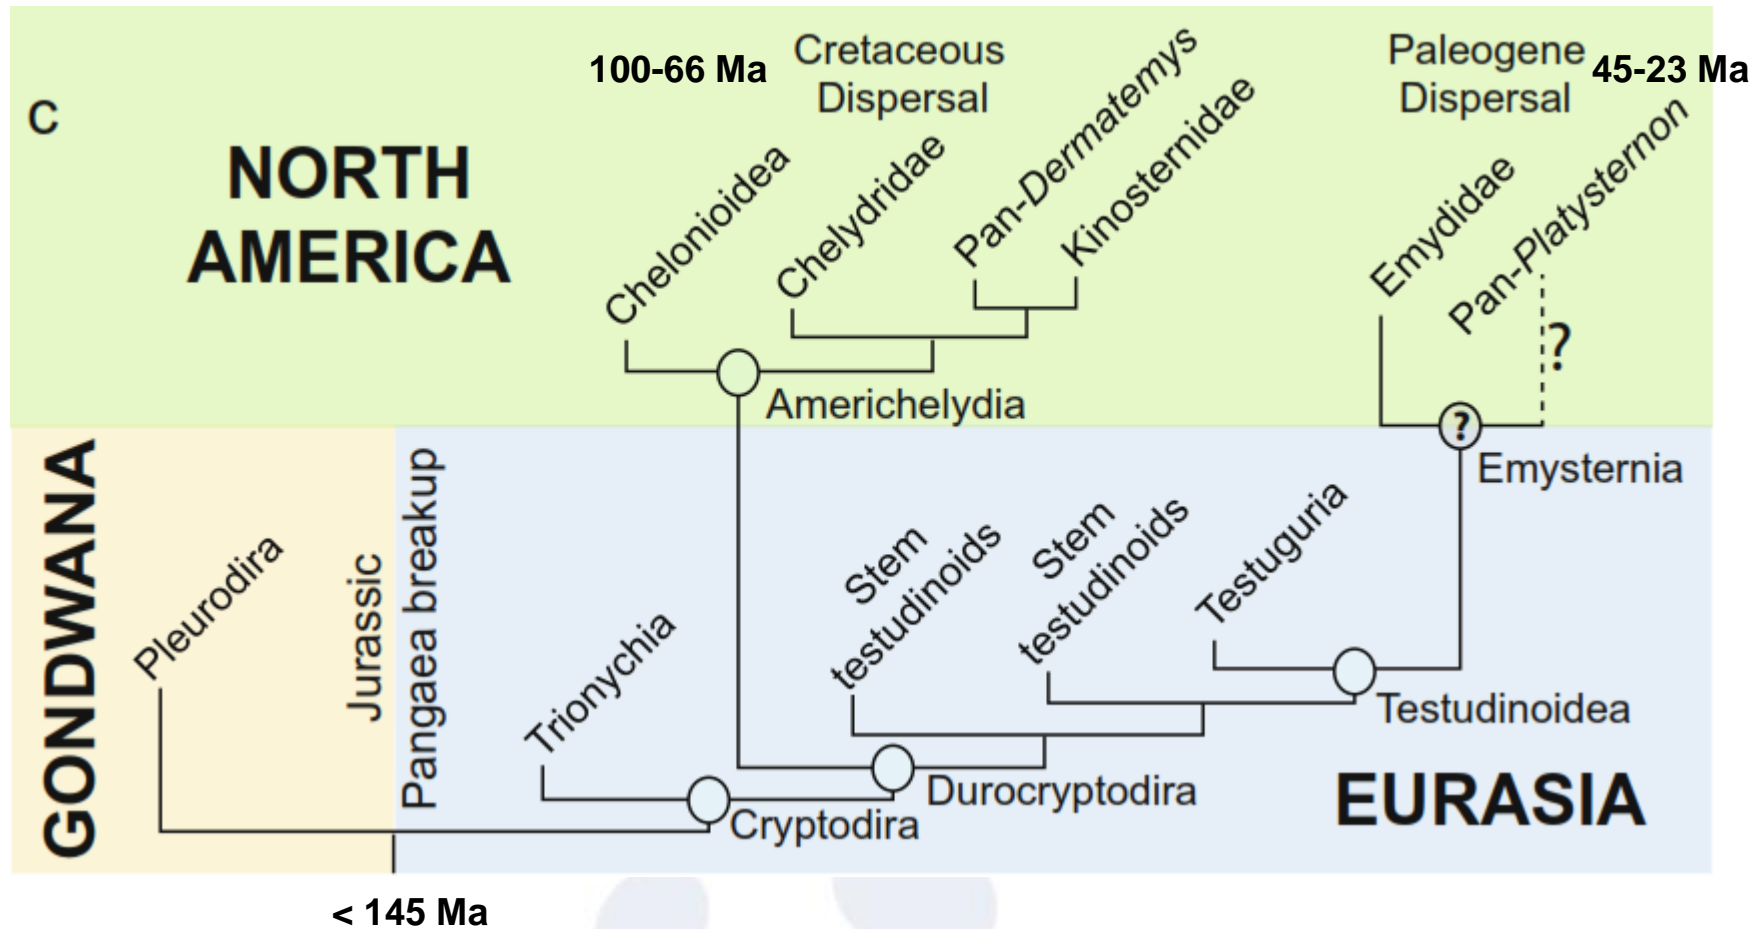 C
NORTH
AMERICA
100-66 Ma
Cretaceous
Dispersal
Paleogene
Dispersal
45-23 Ma
Chelonioidea
Chelydridae
Pan-Dermatemys
Kinosternidae
Emydidae
Pan-Platysternon
?
Americhelydia
?
Emysternia
GONDWANA
Pleurodira
Jurassic
Pangaea breakup
Trionychia
Stem
testudinoids
Stem
testudinoids
Testuguria
Testudinoidea
Durocryptodira
Cryptodira
EURASIA
< 145 Ma